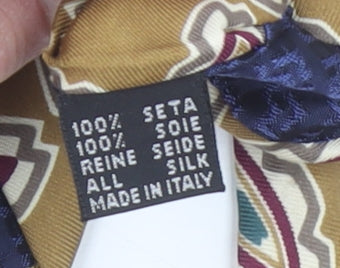 100% SETA
100% SOIE
REINE SEIDE
ALL SILK
MADE IN ITALY